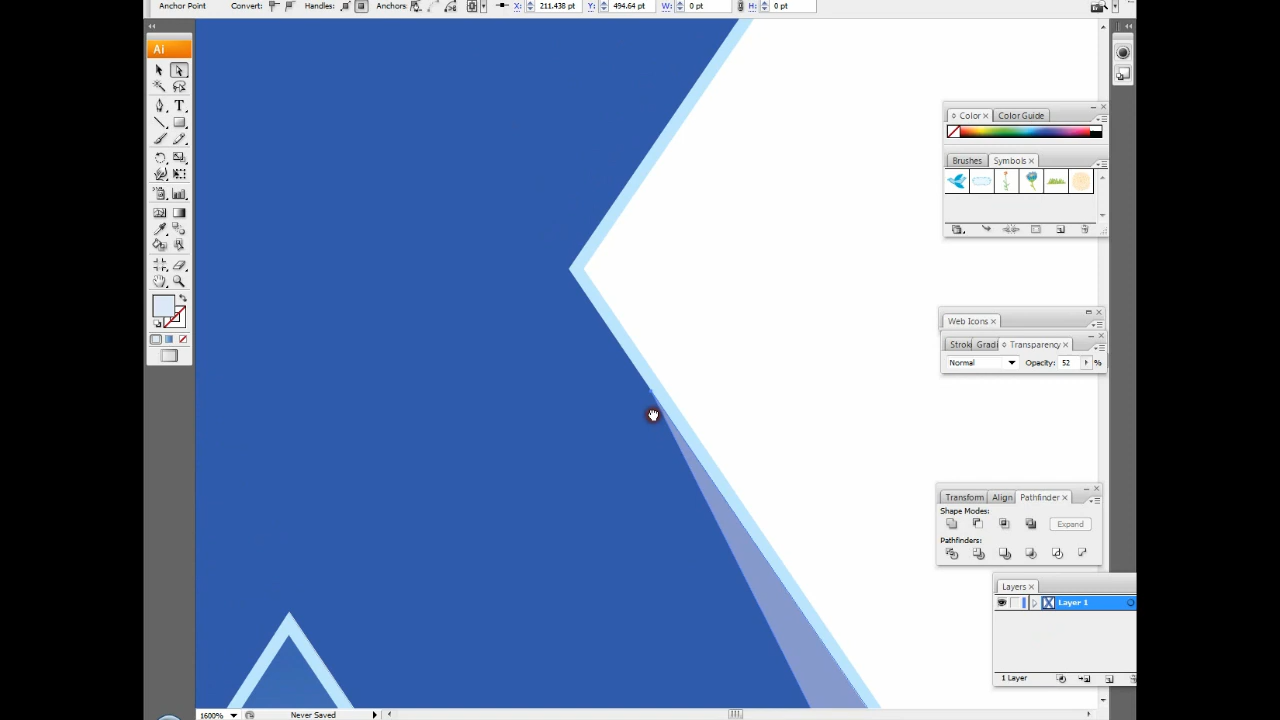 Anchor Point Convert: Handles: Anchors: X: 211.438 pt Y: 494.64 pt W: 0 pt H: 0 pt
Ai
T
Color × Color Guide
Brushes Symbols ×
Web Icons ×
Strok Gradi Transparency ×
Normal Opacity: 52 %
Transform Align Pathfinder ×
Shape Modes:
Expand
Pathfinders:
Layers ×
Layer 1
1 Layer
1600% Never Saved